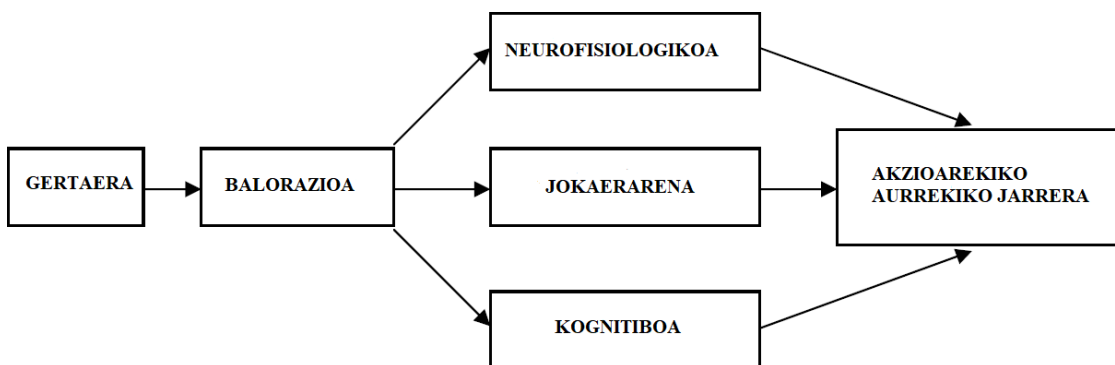 NEUROFISIOLOGIKOA
GERTAERA
BALORAZIOA
JOKAERARENA
AKZIOAREKIKO
AURREKIKO JARRERA
KOGNITIBOA